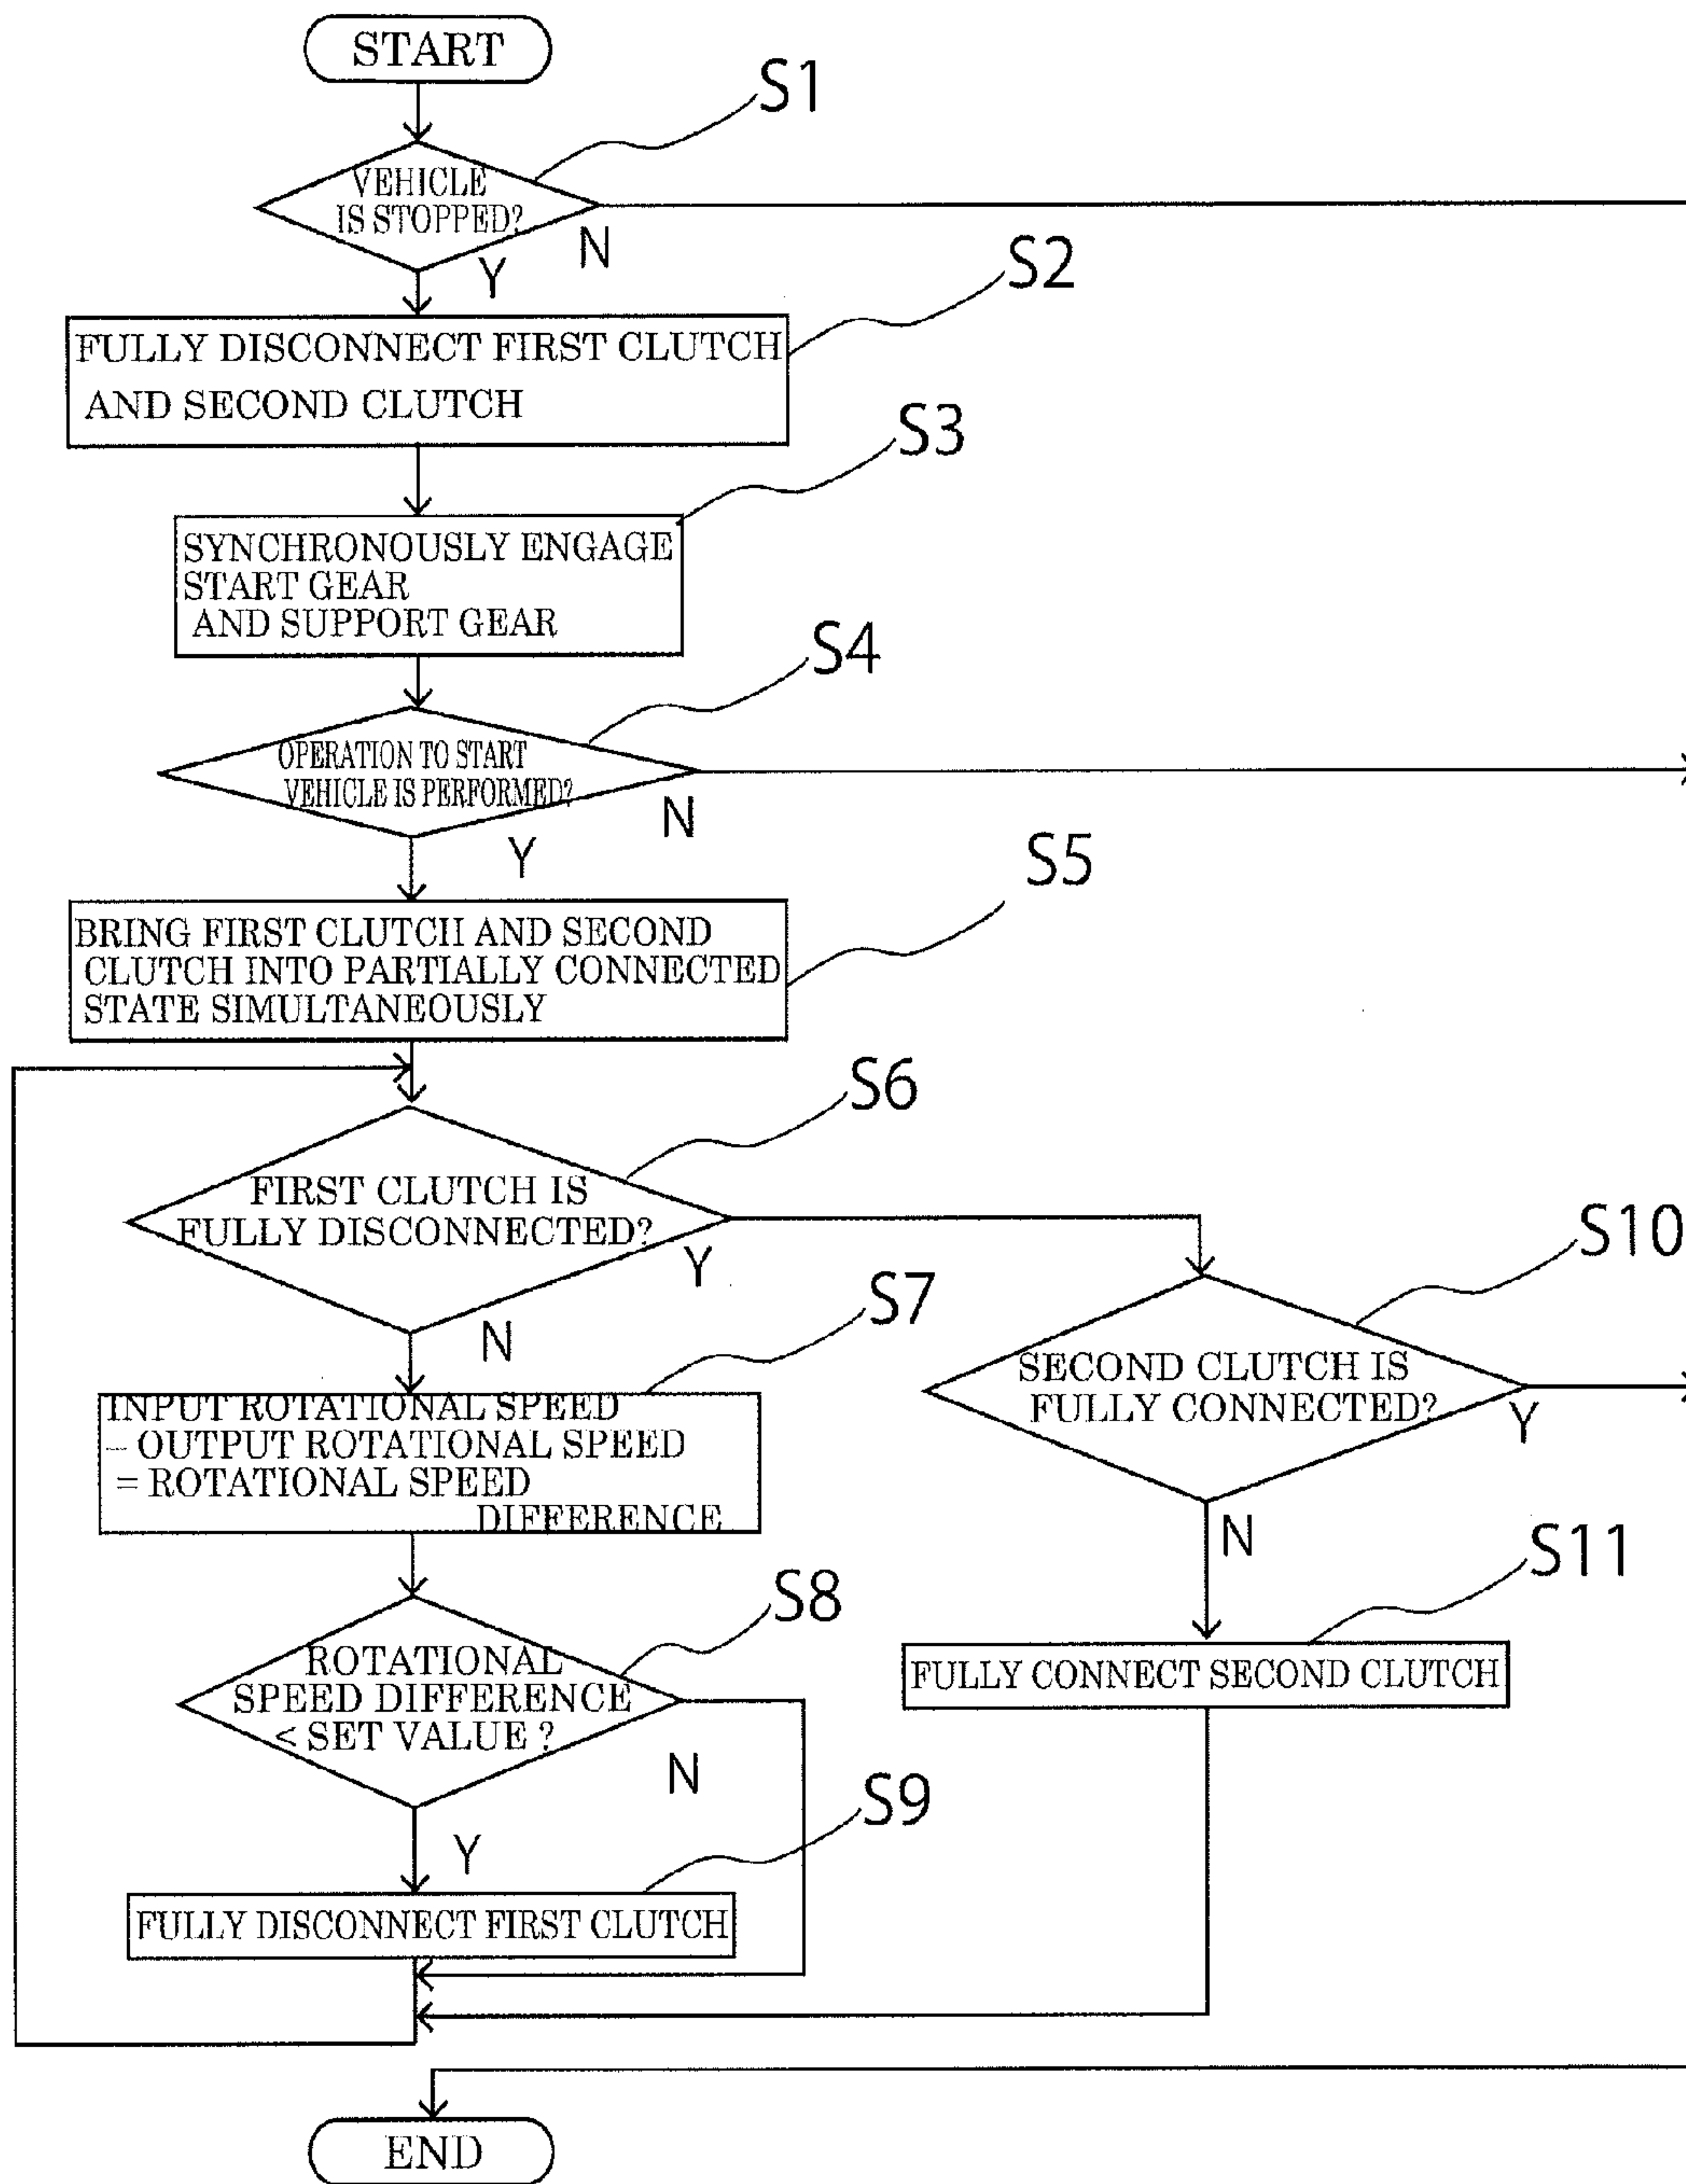 START
S1
VEHICLE
IS STOPPED?
N
Y
S2
FULLY DISCONNECT FIRST CLUTCH
AND SECOND CLUTCH
S3
SYNCHRONOUSLY ENGAGE
START GEAR
AND SUPPORT GEAR
S4
OPERATION TO START
VEHICLE IS PERFORMED?
N
Y
S5
BRING FIRST CLUTCH AND SECOND
CLUTCH INTO PARTIALLY CONNECTED
STATE SIMULTANEOUSLY
S6
FIRST CLUTCH IS
FULLY DISCONNECTED?
Y
N
S10
SECOND CLUTCH IS
FULLY CONNECTED?
Y
N
S7
INPUT ROTATIONAL SPEED
– OUTPUT ROTATIONAL SPEED
= ROTATIONAL SPEED
DIFFERENCE
S11
FULLY CONNECT SECOND CLUTCH
S8
ROTATIONAL
SPEED DIFFERENCE
< SET VALUE ?
N
Y
S9
FULLY DISCONNECT FIRST CLUTCH
END